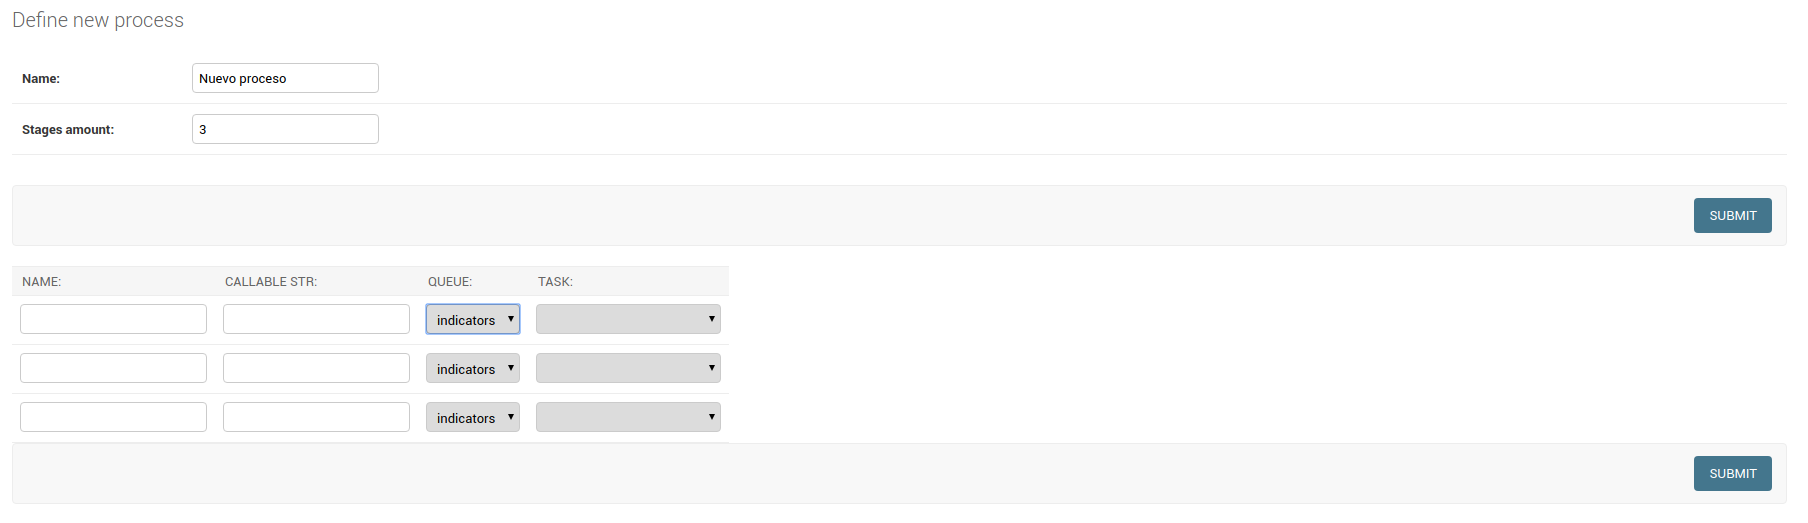 Define new process
Name: Nuevo proceso
Stages amount: 3
SUBMIT
NAME: CALLABLE STR: QUEUE: TASK:
indicators
indicators
indicators
SUBMIT